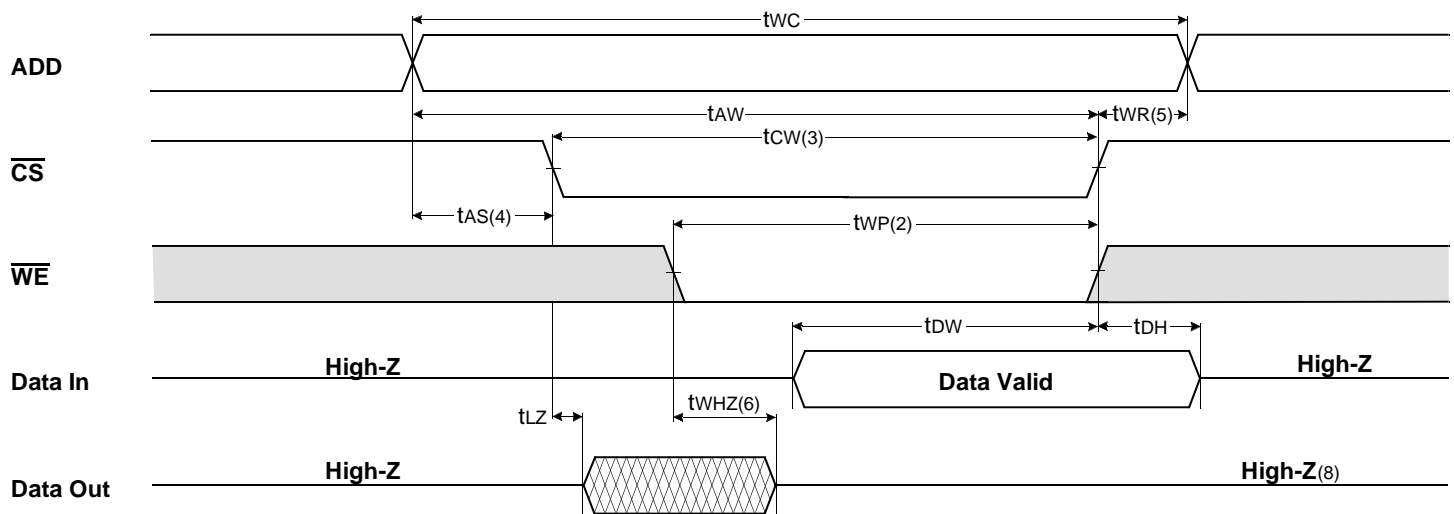 tWC
ADD
tAW
tWR(5)
tCW(3)
CS
tAS(4)
tWP(2)
WE
tDW
tDH
High-Z
Data Valid
High-Z
Data In
tLZ
tWHZ(6)
High-Z
High-Z(8)
Data Out